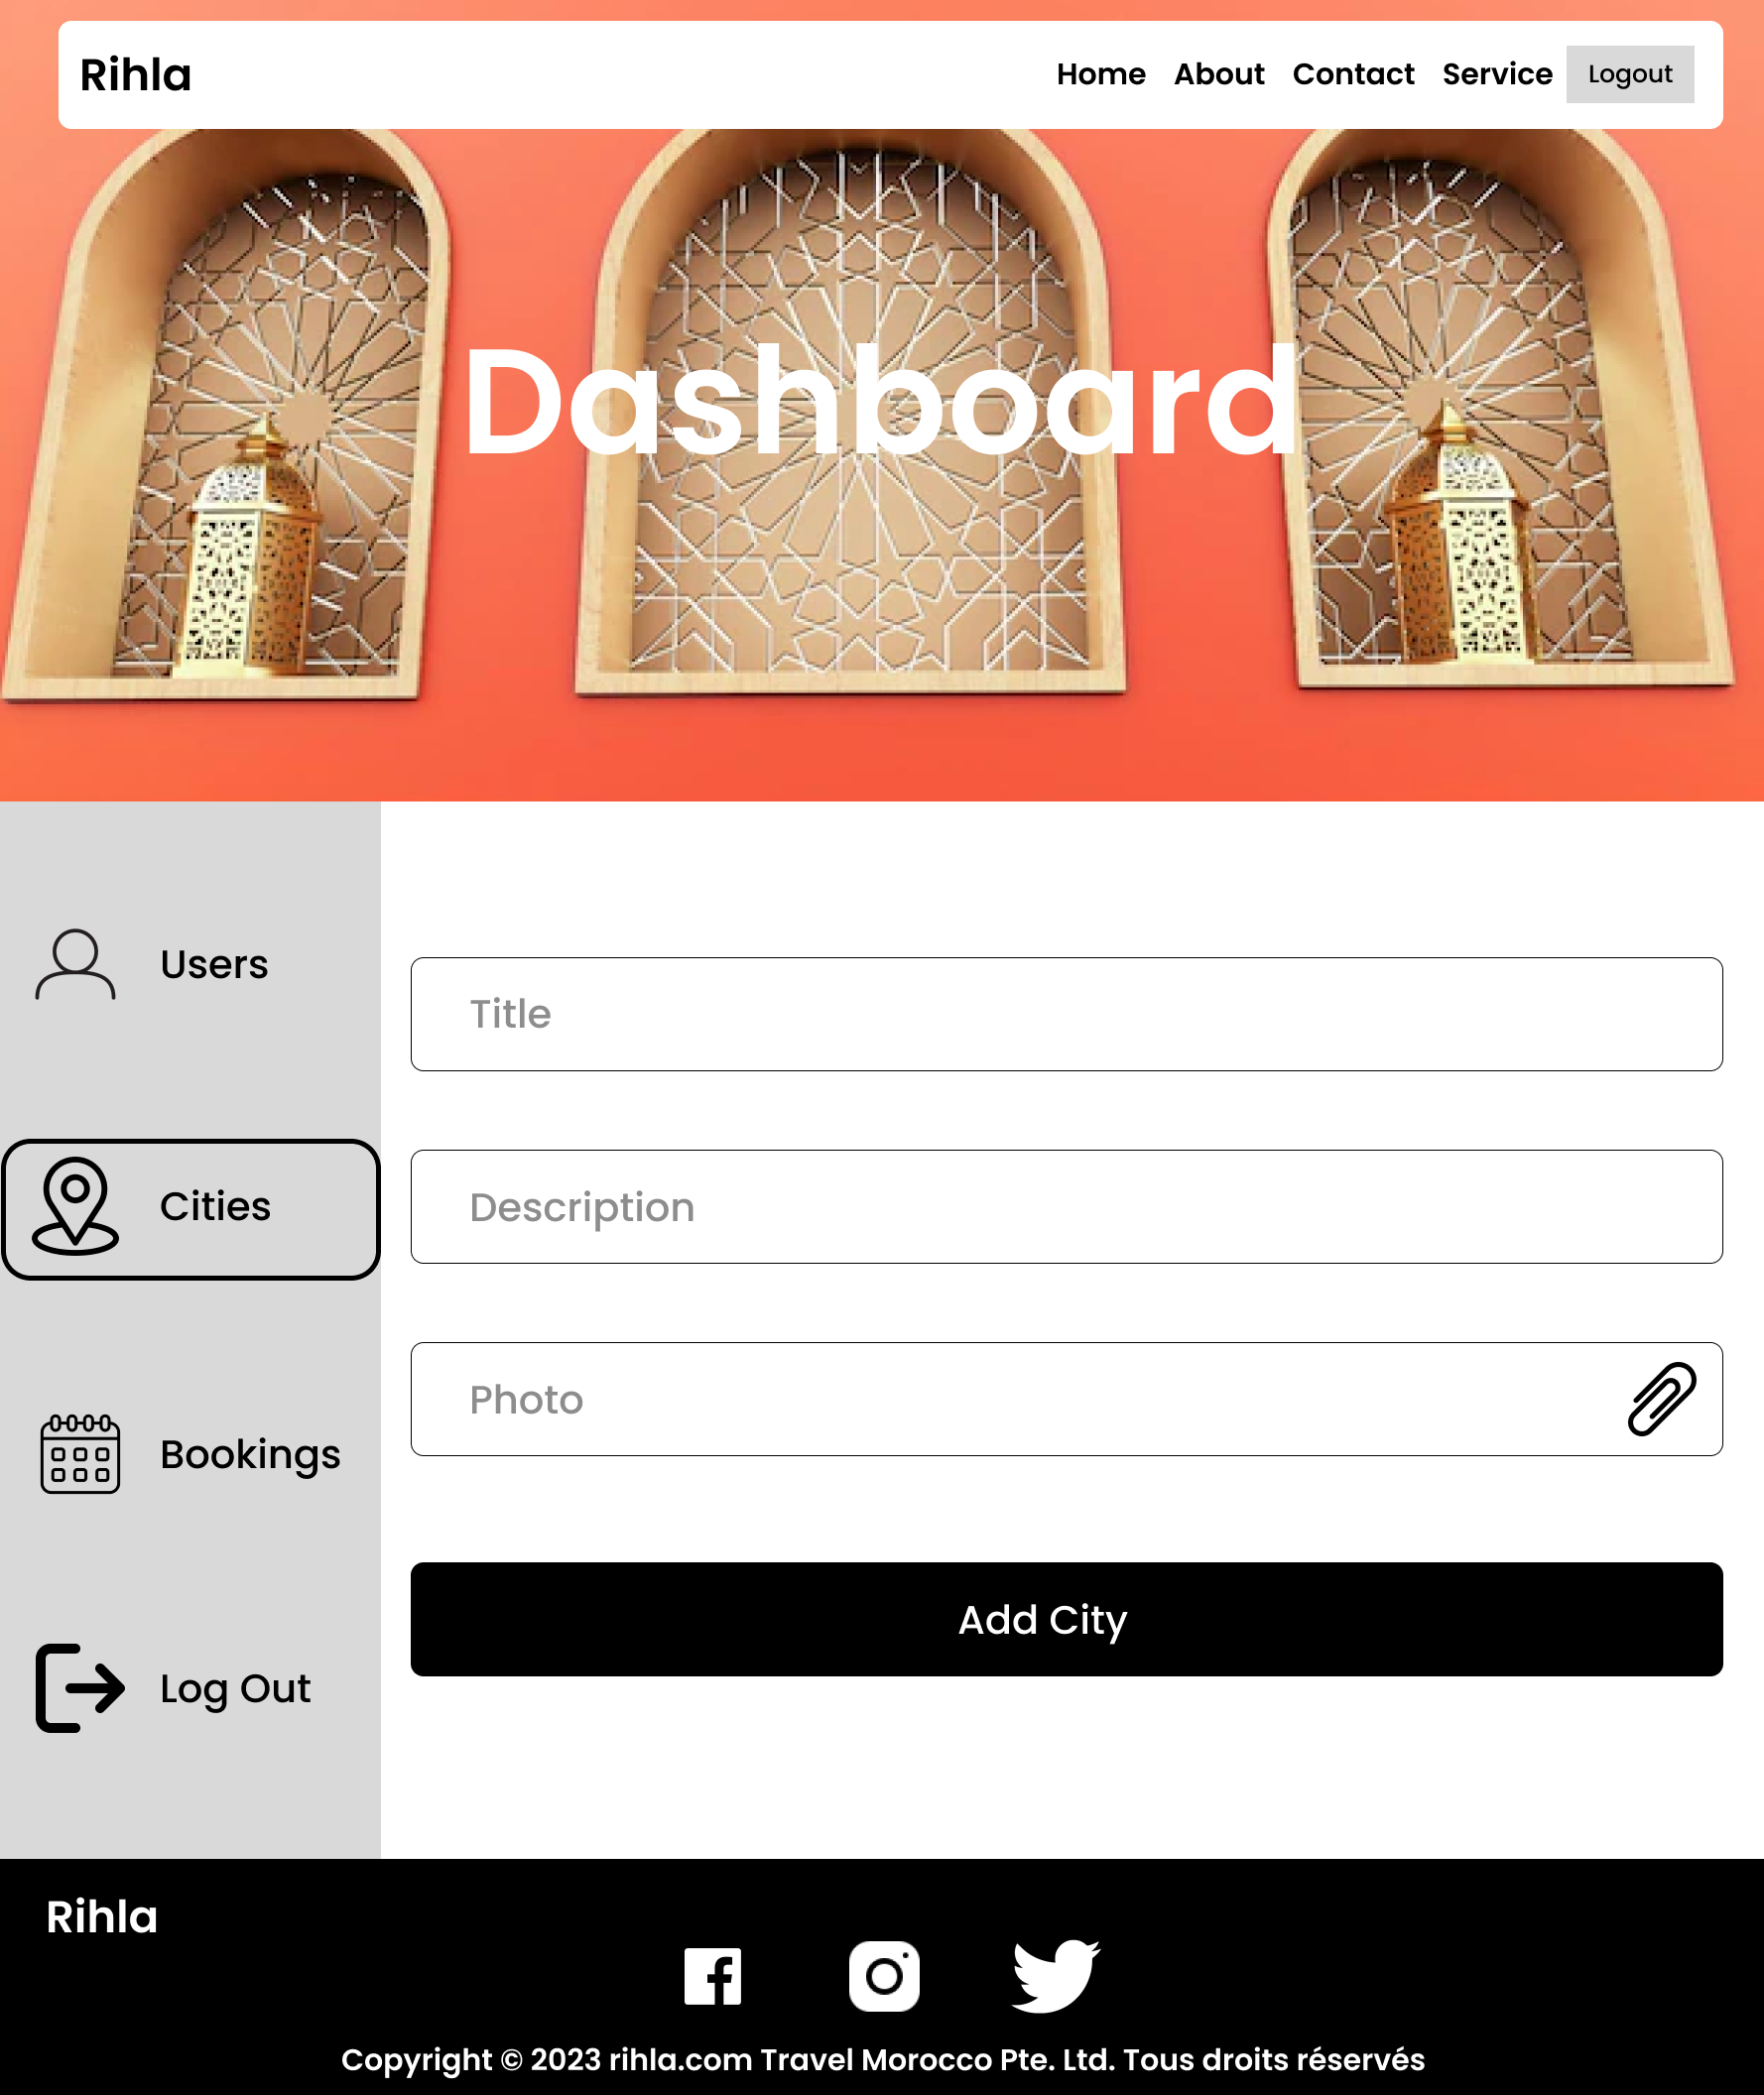 Rihla
Home About Contact Service Logout
Dashboard
Users
Title
Description
Cities
Photo
Bookings
Add City
Log Out
Rihla
Copyright © 2023 rihla.com Travel Morocco Pte. Ltd. Tous droits réservés